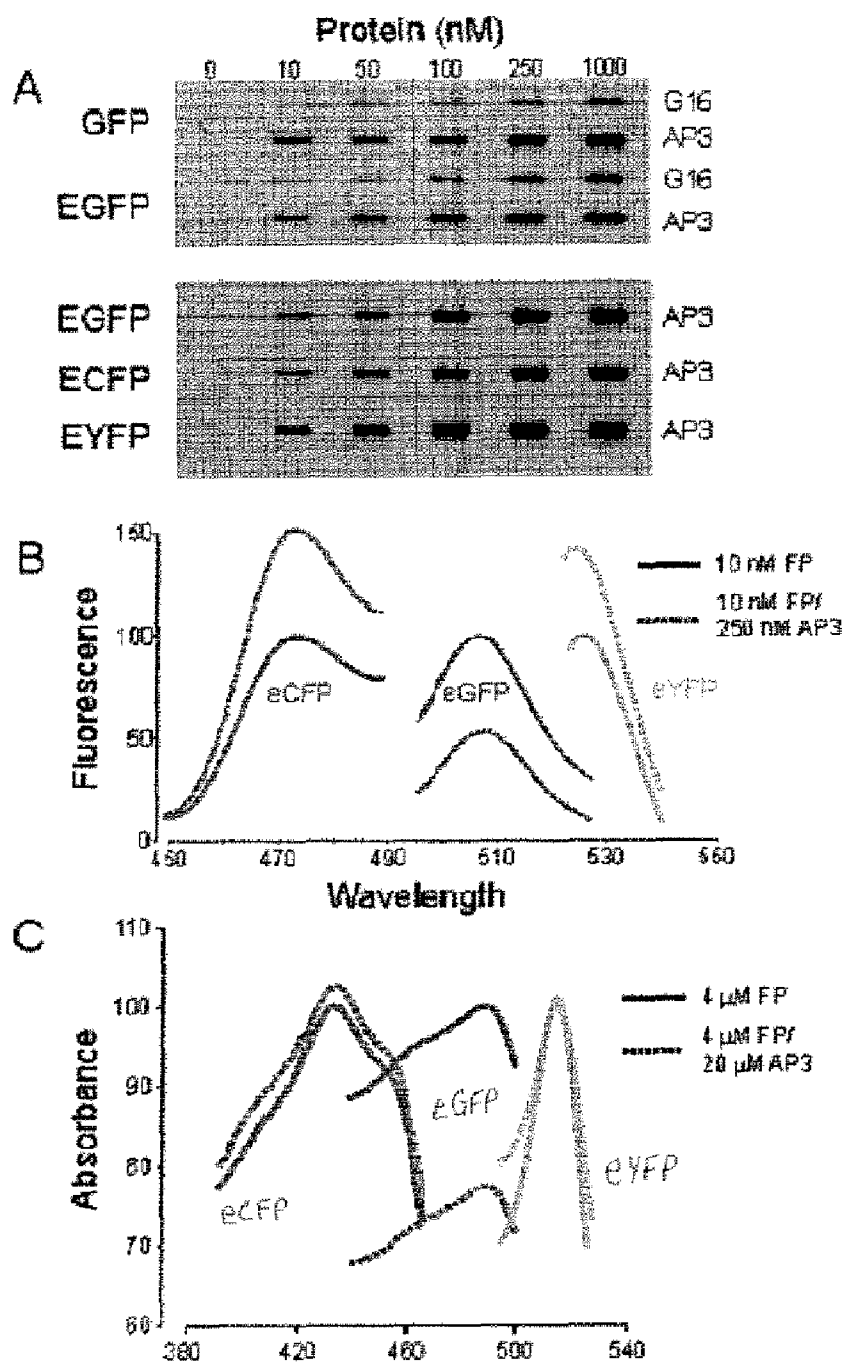 Protein (nM)
0 10 50 100 250 1000
A
GFP
G16
AP3
EGFP
G16
AP3
EGFP AP3
ECFP AP3
EYFP AP3
B
Fluorescence
150
100
50
0
eCFP
eGFP
eYFP
10 nM FP
10 nM FP/
250 nM AP3
450 470 490 510 530 550
Wavelength
C
Absorbance
110
100
90
80
70
60
eCFP
eGFP
eYFP
4 µM FP
4 µM FP/
20 µM AP3
380 420 460 500 540